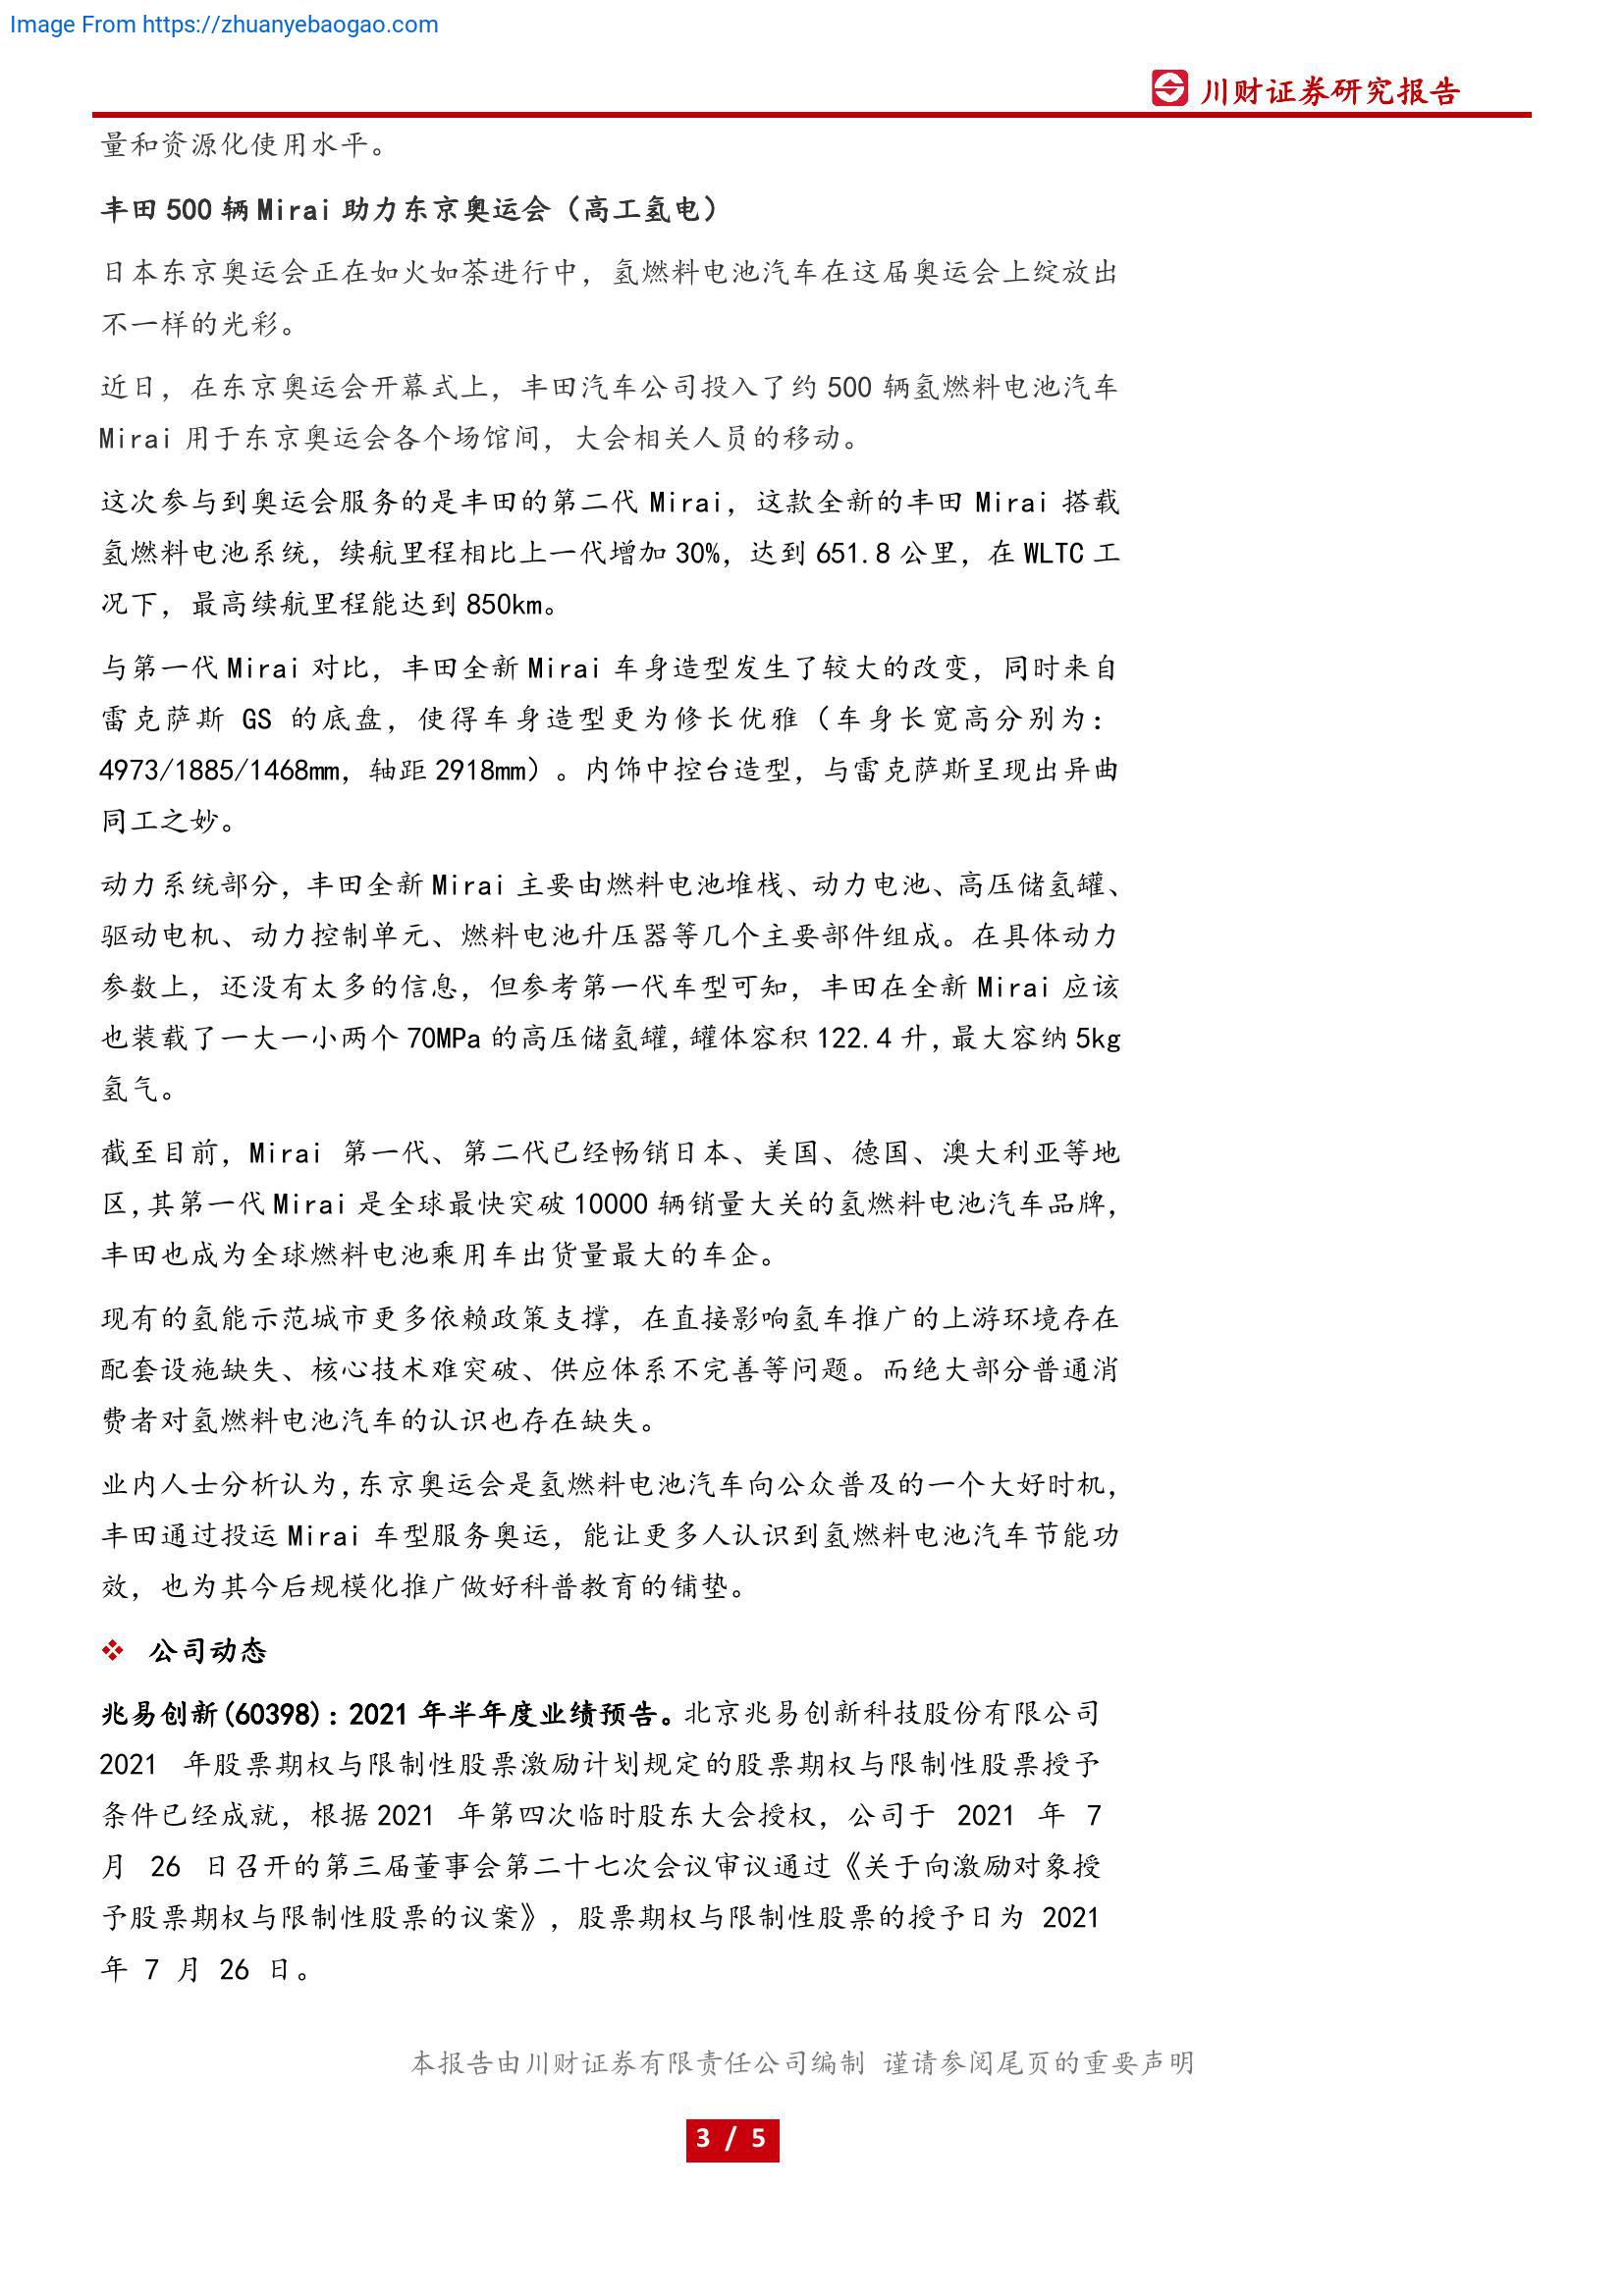 Image From https://zhuanyebaogao.com
川财证券研究报告
量和资源化使用水平。
丰田 500 辆 Mirai 助力东京奥运会（高工氢电）
日本东京奥运会正在如火如荼进行中，氢燃料电池汽车在这届奥运会上绽放出
不一样的光彩。
近日，在东京奥运会开幕式上，丰田汽车公司投入了约 500 辆氢燃料电池汽车
Mirai 用于东京奥运会各个场馆间，大会相关人员的移动。
这次参与到奥运会服务的是丰田的第二代 Mirai，这款全新的丰田 Mirai 搭载
氢燃料电池系统，续航里程相比上一代增加 30%，达到 651.8 公里，在 WLTC 工
况下，最高续航里程能达到 850km。
与第一代 Mirai 对比，丰田全新 Mirai 车身造型发生了较大的改变，同时来自
雷克萨斯 GS 的底盘，使得车身造型更为修长优雅（车身长宽高分别为：
4973/1885/1468mm，轴距 2918mm）。内饰中控台造型，与雷克萨斯呈现出异曲
同工之妙。
动力系统部分，丰田全新 Mirai 主要由燃料电池堆栈、动力电池、高压储氢罐、
驱动电机、动力控制单元、燃料电池升压器等几个主要部件组成。在具体动力
参数上，还没有太多的信息，但参考第一代车型可知，丰田在全新 Mirai 应该
也装载了一大一小两个 70MPa 的高压储氢罐，罐体容积 122.4 升，最大容纳 5kg
氢气。
截至目前，Mirai 第一代、第二代已经畅销日本、美国、德国、澳大利亚等地
区，其第一代 Mirai 是全球最快突破 10000 辆销量大关的氢燃料电池汽车品牌，
丰田也成为全球燃料电池乘用车出货量最大的车企。
现有的氢能示范城市更多依赖政策支撑，在直接影响氢车推广的上游环境存在
配套设施缺失、核心技术难突破、供应体系不完善等问题。而绝大部分普通消
费者对氢燃料电池汽车的认识也存在缺失。
业内人士分析认为，东京奥运会是氢燃料电池汽车向公众普及的一个大好时机，
丰田通过投运 Mirai 车型服务奥运，能让更多人认识到氢燃料电池汽车节能功
效，也为其今后规模化推广做好科普教育的铺垫。
❖ 公司动态
兆易创新(60398)：2021 年半年度业绩预告。北京兆易创新科技股份有限公司
2021 年股票期权与限制性股票激励计划规定的股票期权与限制性股票授予
条件已经成就，根据 2021 年第四次临时股东大会授权，公司于 2021 年 7
月 26 日召开的第三届董事会第二十七次会议审议通过《关于向激励对象授
予股票期权与限制性股票的议案》，股票期权与限制性股票的授予日为 2021
年 7 月 26 日。
本报告由川财证券有限责任公司编制 谨请参阅尾页的重要声明
3 / 5